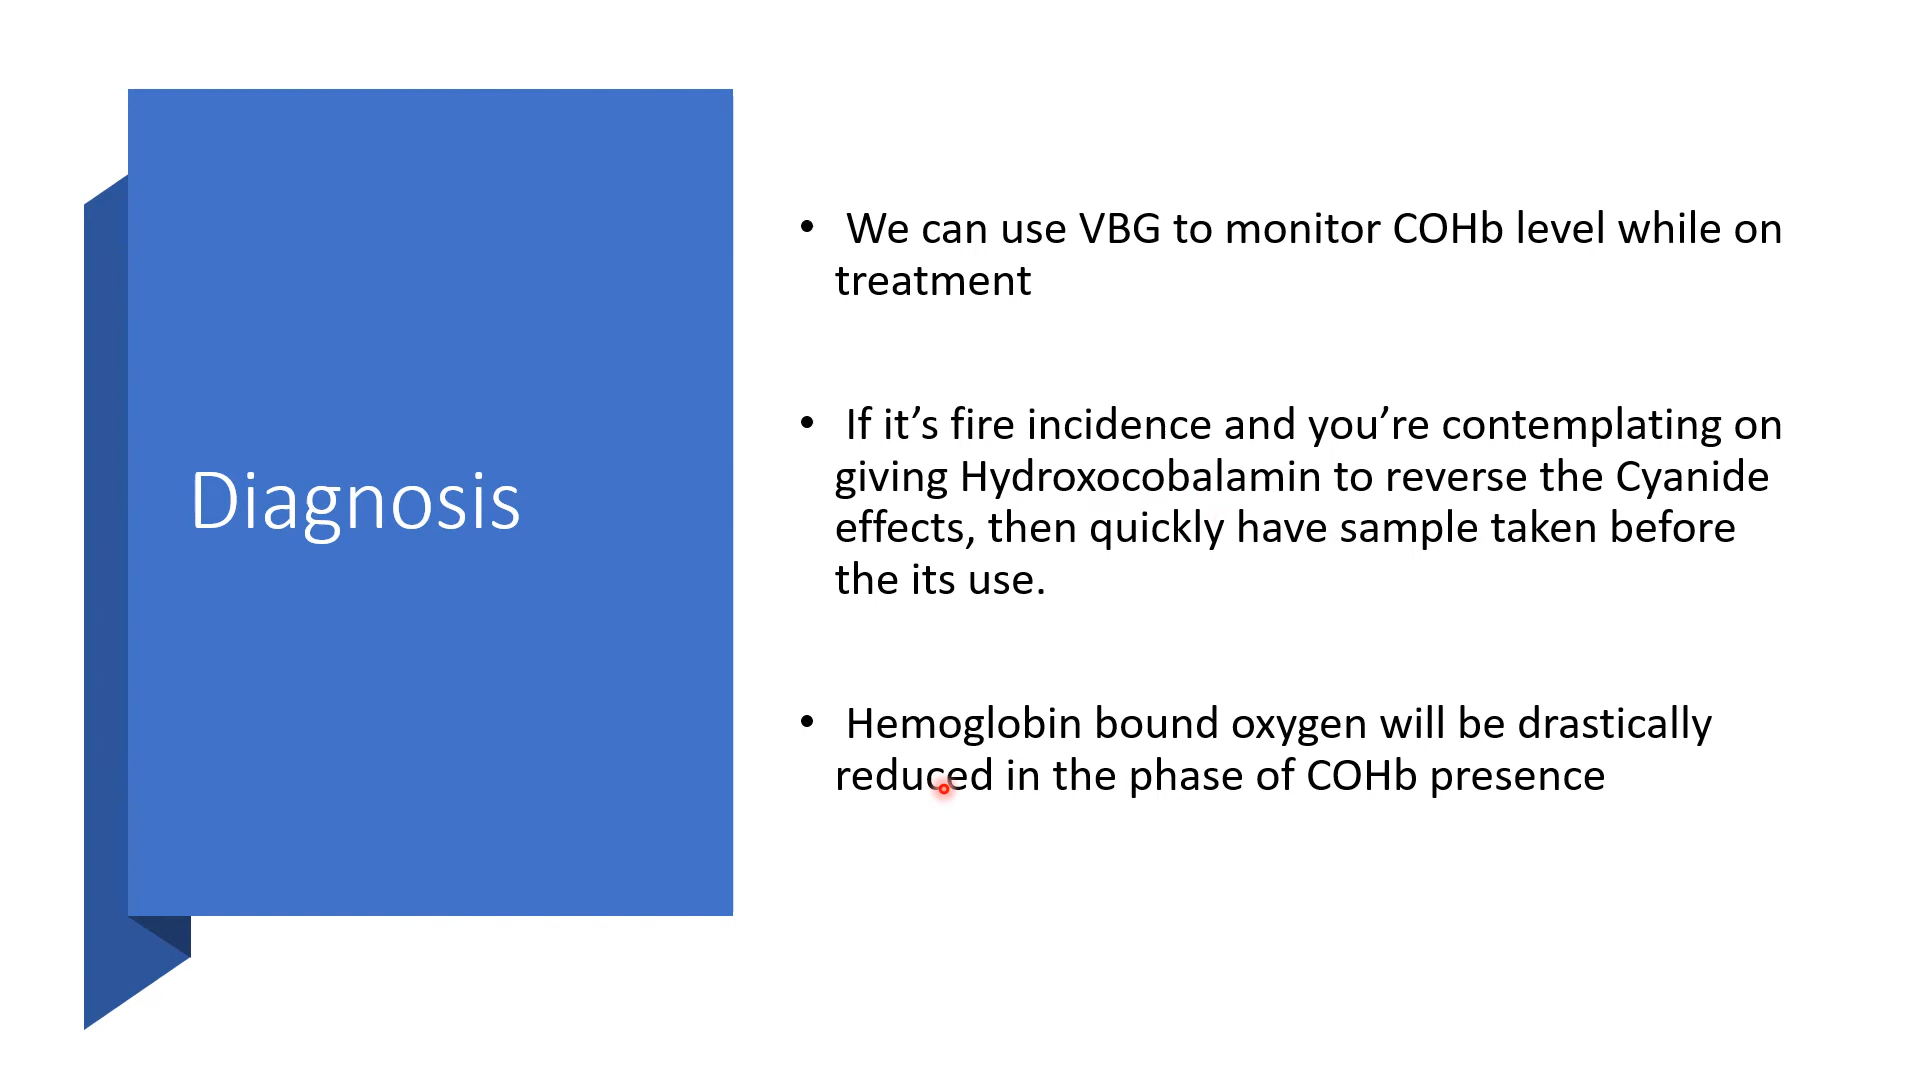 Diagnosis
• We can use VBG to monitor COHb level while on
treatment
• If it’s fire incidence and you’re contemplating on
giving Hydroxocobalamin to reverse the Cyanide
effects, then quickly have sample taken before
the its use.
• Hemoglobin bound oxygen will be drastically
reduced in the phase of COHb presence